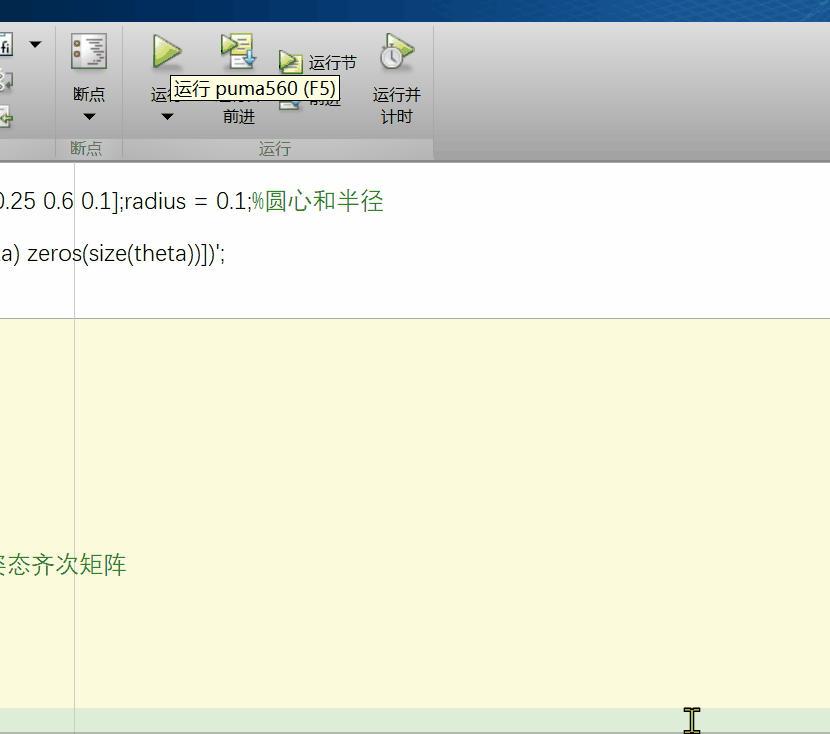 fi
运行节
断点
运行 puma560 (F5)
运行并
前进
计时
断点
运行
0.25 0.6 0.1];radius = 0.1;%圆心和半径
a) zeros(size(theta))])';
姿态齐次矩阵